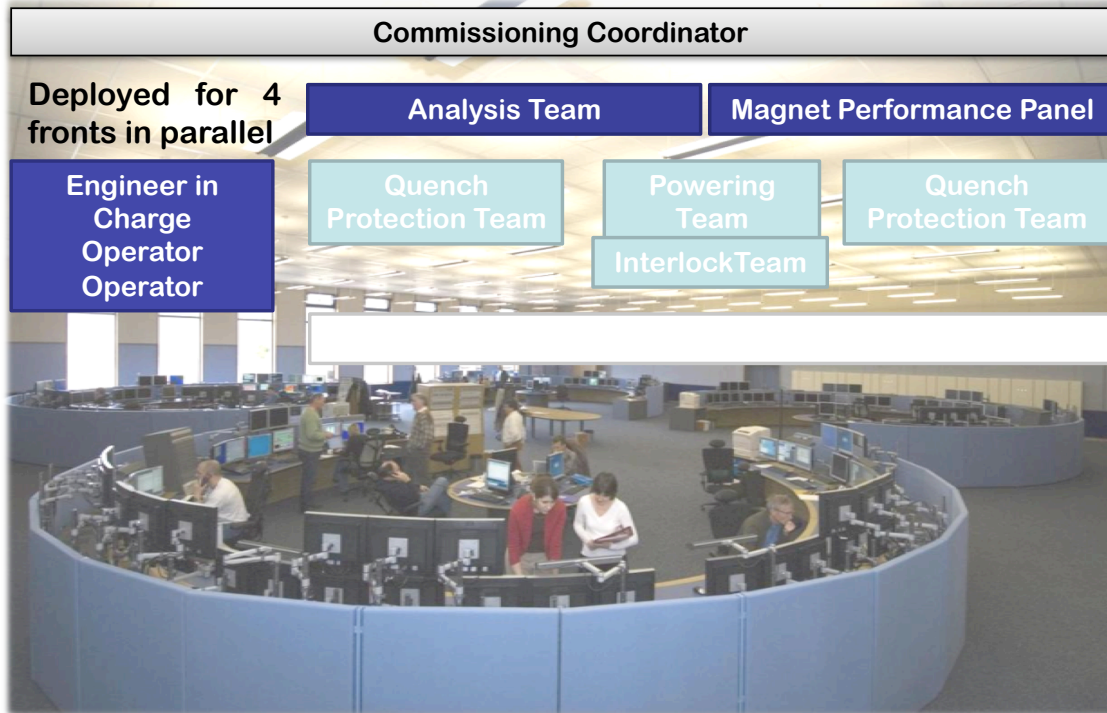 Commissioning Coordinator
Deployed for 4
fronts in parallel
Analysis Team
Magnet Performance Panel
Engineer in
Charge
Operator
Operator
Quench
Protection Team
Powering
Team
InterlockTeam
Quench
Protection Team